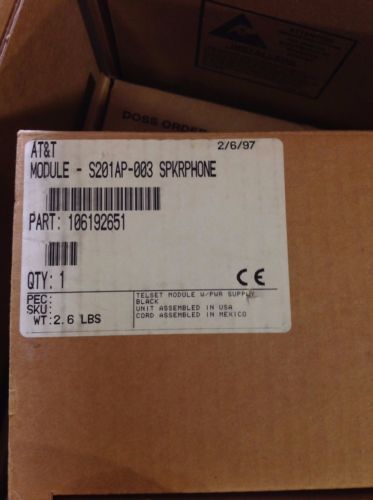 ATTENTION
DOSS ORDER
AT&T 2/6/97
MODULE - S201AP-003 SPKRPHONE
PART: 106192651
QTY: 1 CE
PEC:
SKU:
WT: 2.6 LBS
TELSET MODULE W/PWR SUPPLY
BLACK
UNIT ASSEMBLED IN USA
CORD ASSEMBLED IN MEXICO